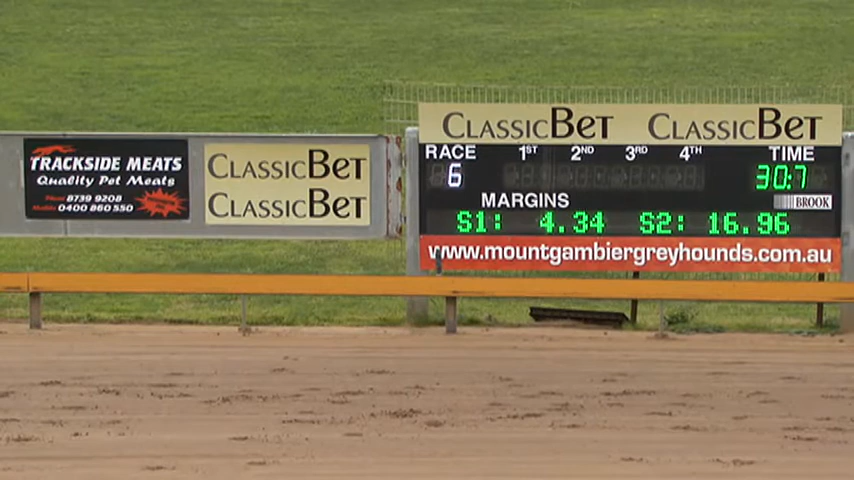 TRACKSIDE MEATS
Quality Pet Meats
Phone 8739 9208
Mobile 0400 860 550
CLASSICBET
CLASSICBET
CLASSICBET CLASSICBET
RACE 1ST 2ND 3RD 4TH TIME
6 30:7
MARGINS BROOK
S1: 4.34 S2: 16.96
www.mountgambiergreyhounds.com.au